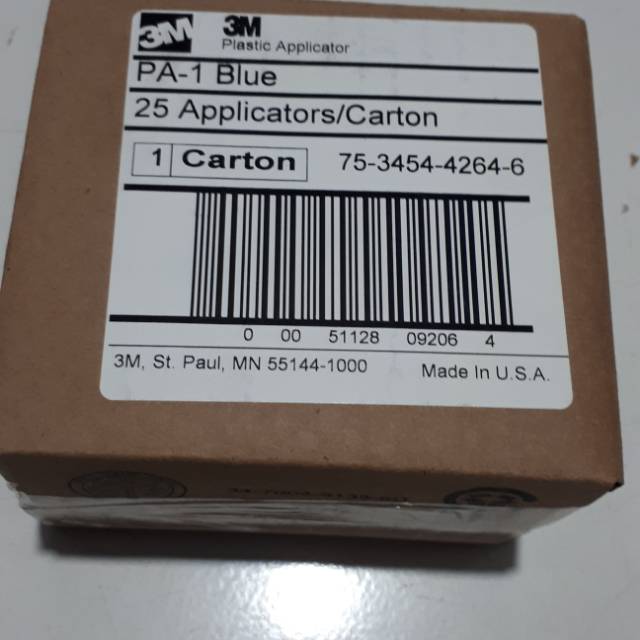 3M 3M
Plastic Applicator
PA-1 Blue
25 Applicators/Carton
1 Carton 75-3454-4264-6
0 00 51128 09206 4
3M, St. Paul, MN 55144-1000 Made In U.S.A.